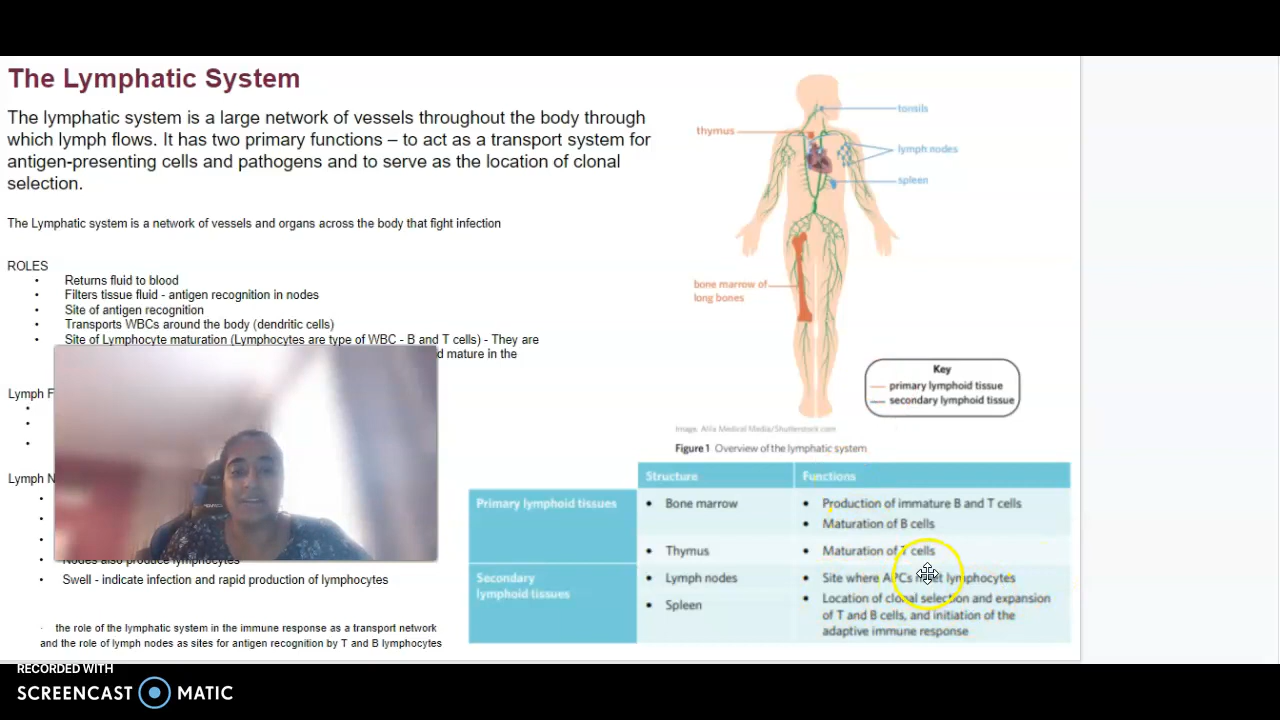 The Lymphatic System
The lymphatic system is a large network of vessels throughout the body through
which lymph flows. It has two primary functions – to act as a transport system for
antigen-presenting cells and pathogens and to serve as the location of clonal
selection.
The Lymphatic system is a network of vessels and organs across the body that fight infection
ROLES
• Returns fluid to blood
• Filters tissue fluid - antigen recognition in nodes
• Site of antigen recognition
• Transports WBCs around the body (dendritic cells)
• Site of Lymphocyte maturation (Lymphocytes are type of WBC - B and T cells) - They are
d mature in the
Lymph F
•
•
•
Lymph N
•
•
•
•
• Nodes also produce lymphocytes
• Swell - indicate infection and rapid production of lymphocytes
· the role of the lymphatic system in the immune response as a transport network
and the role of lymph nodes as sites for antigen recognition by T and B lymphocytes
tonsils
thymus
lymph nodes
spleen
bone marrow of
long bones
Key
primary lymphoid tissue
secondary lymphoid tissue
Image: Alila Medical Media/Shutterstock.com
Figure 1 Overview of the lymphatic system
Structure Functions
Primary lymphoid tissues • Bone marrow • Production of immature B and T cells
• Maturation of B cells
• Thymus • Maturation of T cells
Secondary • Lymph nodes • Site where APCs meet lymphocytes
lymphoid tissues
• Spleen • Location of clonal selection and expansion
of T and B cells, and initiation of the
adaptive immune response
RECORDED WITH
SCREENCAST MATIC